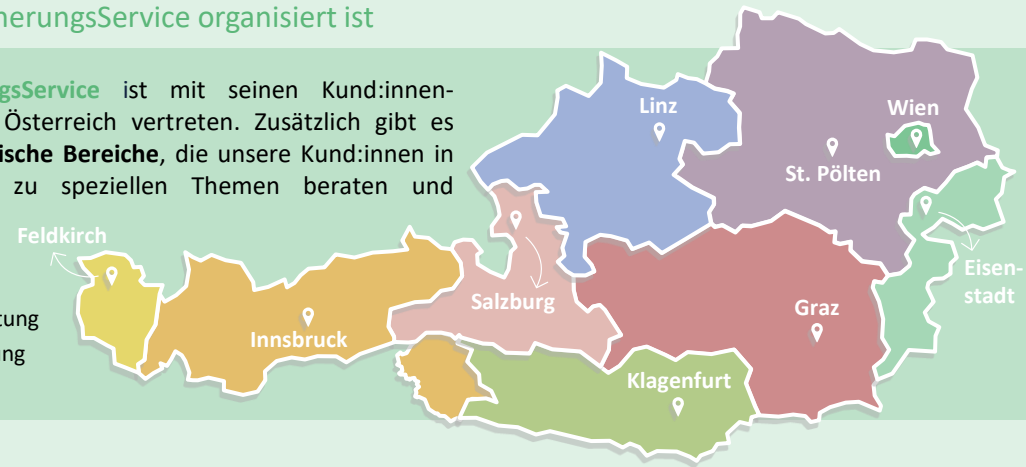 nerungsService organisiert ist
gsService ist mit seinen Kund:innen-
Österreich vertreten. Zusätzlich gibt es
ische Bereiche, die unsere Kund:innen in
zu speziellen Themen beraten und
tung
ung
Feldkirch
Innsbruck
Salzburg
Linz
Wien
St. Pölten
Eisen-
stadt
Graz
Klagenfurt